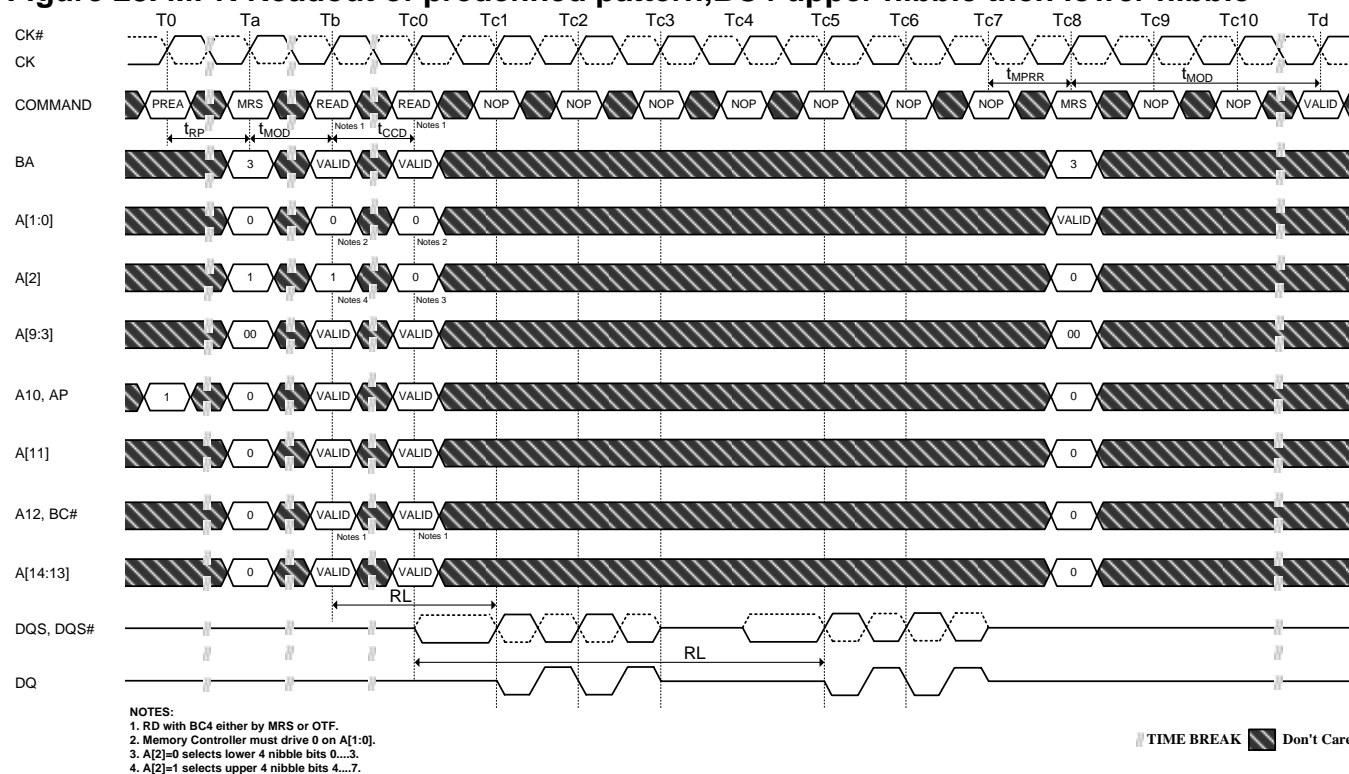 Figure MPR Readout of predefined pattern,BC4 upper nibble then lower nibble
T0 Ta Tb Tc0 Tc1 Tc2 Tc3 Tc4 Tc5 Tc6 Tc7 Tc8 Tc9 Tc10 Td
CK#
CK
tMPRR tMOD
COMMAND PREA MRS READ READ NOP NOP NOP NOP NOP NOP NOP MRS NOP NOP VALID
Notes 1 Notes 1
tRP tMOD tCCD
BA 3 VALID VALID 3
A[1:0] 0 0 0 VALID
Notes 2 Notes 2
A[2] 1 1 0 0
Notes 4 Notes 3
A[9:3] 00 VALID VALID 00
A10, AP 1 0 VALID VALID 0
A[11] 0 VALID VALID 0
A12, BC# 0 VALID VALID 0
Notes 1 Notes 1
A[14:13] 0 VALID VALID 0
RL
DQS, DQS#
RL
DQ
NOTES:
1. RD with BC4 either by MRS or OTF.
2. Memory Controller must drive 0 on A[1:0].
3. A[2]=0 selects lower 4 nibble bits 0....3.
4. A[2]=1 selects upper 4 nibble bits 4....7.
TIME BREAK Don't Care